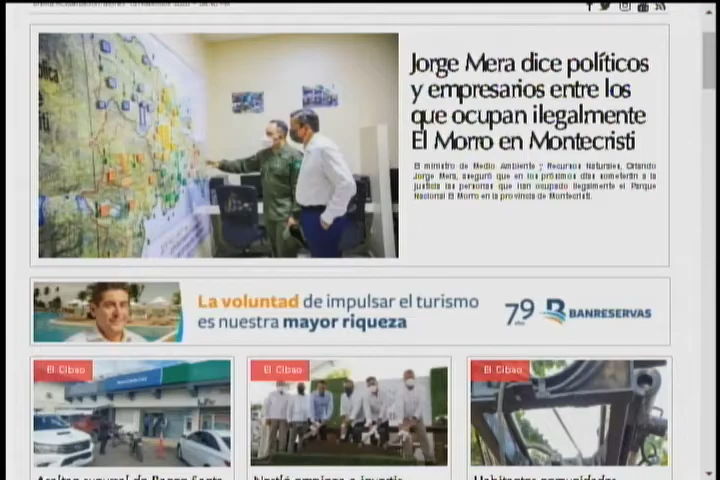 Jorge Mera dice políticos
y empresarios entre los
que ocupan ilegalmente
El Morro en Montecristi
El ministro de Medio Ambiente y Recursos Naturales, Orlando
Jorge Mera, aseguró que en los próximos días someterán a la
justicia las personas que han ocupado ilegalmente el Parque
Nacional El Morro en la provincia de Montecristi.
La voluntad de impulsar el turismo
es nuestra mayor riqueza
79 BANRESERVAS
El Cibao
El Cibao
El Cibao